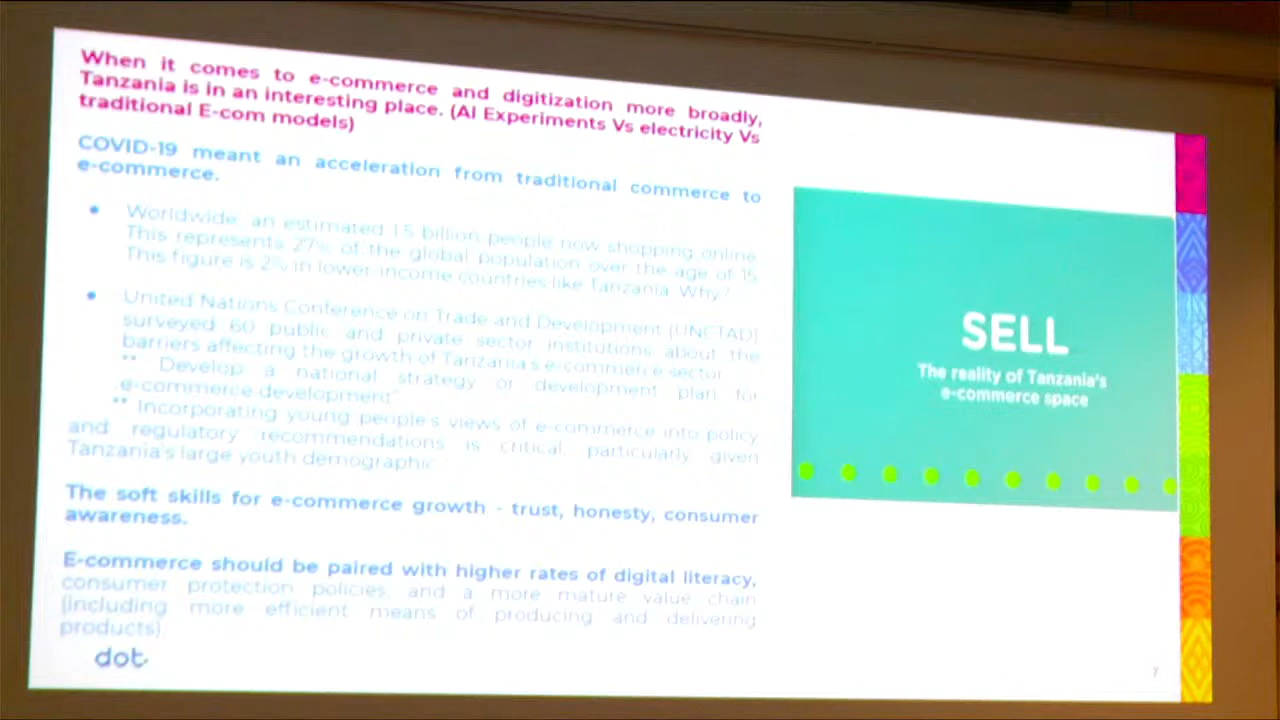 When it comes to e-commerce and digitization more broadly,
Tanzania is in an interesting place. (AI Experiments Vs electricity Vs
traditional E-com models)
COVID-19 meant an acceleration from traditional commerce to
e-commerce.
• Worldwide, an estimated 1.5 billion people now shopping online.
This represents 27% of the global population over the age of 15.
This figure is 2% in lower income countries like Tanzania. Why?
• United Nations Conference on Trade and Development (UNCTAD)
surveyed 60 public and private sector institutions about the
barriers affecting the growth of Tanzania's e-commerce sector.
** Develop a national strategy or development plan for
e-commerce development"
** Incorporating young people's views of e-commerce into policy
and regulatory recommendations is critical, particularly given
Tanzania's large youth demographic.
The soft skills for e-commerce growth - trust, honesty, consumer
awareness.
E-commerce should be paired with higher rates of digital literacy,
consumer protection policies, and a more mature value chain
(including more efficient means of producing and delivering
products).
dot
SELL
The reality of Tanzania's
e-commerce space
7